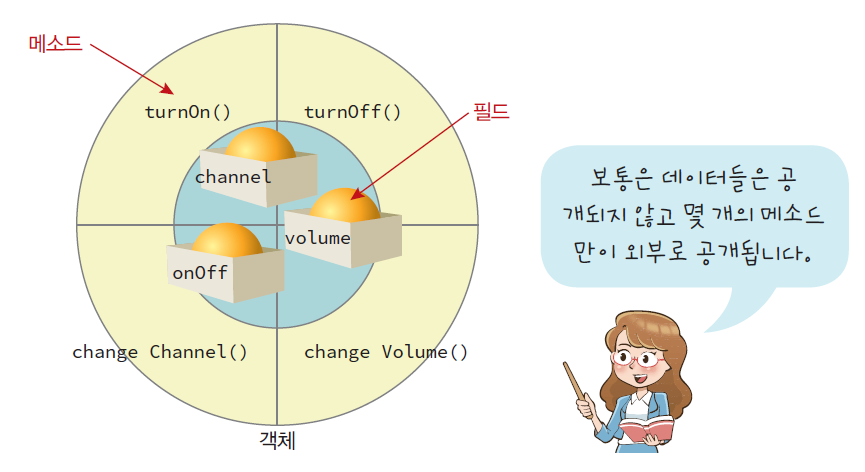 메소드
turnOn()
turnOff()
필드
channel
volume
onOff
change Channel()
change Volume()
객체
보통은 데이터들은 공
개되지 않고 몇 개의 메소드
만이 외부로 공개됩니다.